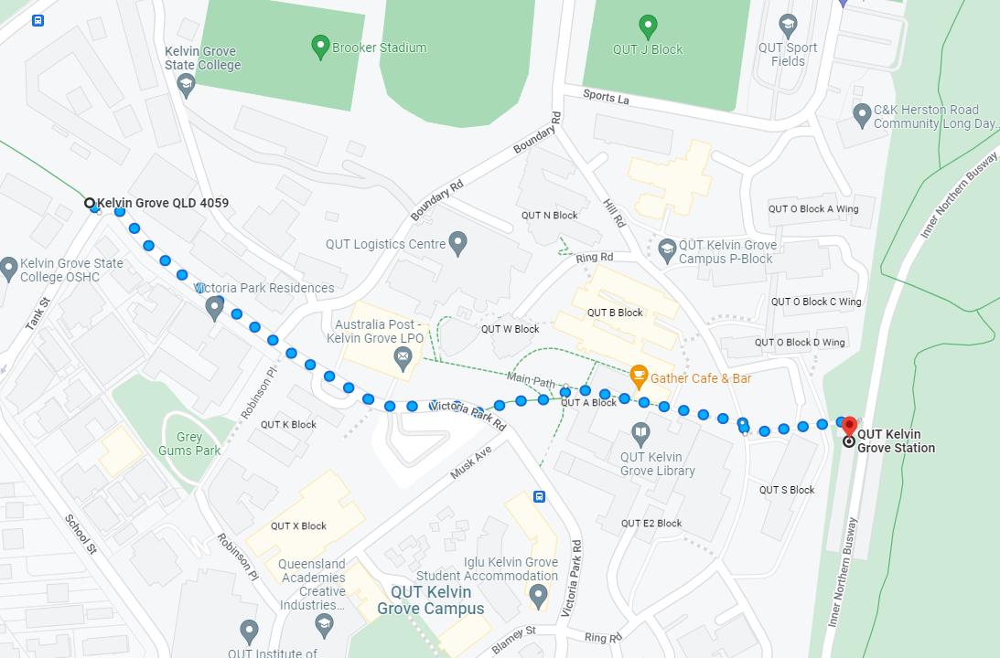 Kelvin Grove
State College
Brooker Stadium
QUT J Block
QUT Sport
Fields
Sports La
C&K Herston Road
Community Long Day...
Boundary Rd
Boundary Rd
Inner Northern Busway
Kelvin Grove QLD 4059
Hill Rd
QUT N Block
QUT O Block A Wing
QUT Logistics Centre
QUT Kelvin Grove
Campus P-Block
Ring Rd
Kelvin Grove State
College OSHC
Victoria Park Residences
Tank St
QUT O Block C Wing
QUT B Block
Australia Post -
Kelvin Grove LPO
QUT W Block
QUT O Block D Wing
Main Path
Gather Cafe & Bar
Robinson Pl
Victoria Park Rd
QUT A Block
QUT K Block
Grey
Gums Park
QUT Kelvin
Grove Station
QUT Kelvin
Grove Library
Musk Ave
QUT S Block
School St
QUT X Block
QUT E2 Block
Robinson Pl
Queensland
Academies
Creative
Industries...
Iglu Kelvin Grove
Student Accommodation
Victoria Park Rd
Inner Northern Busway
QUT Kelvin
Grove Campus
Blamey St
Ring Rd
QUT Institute of